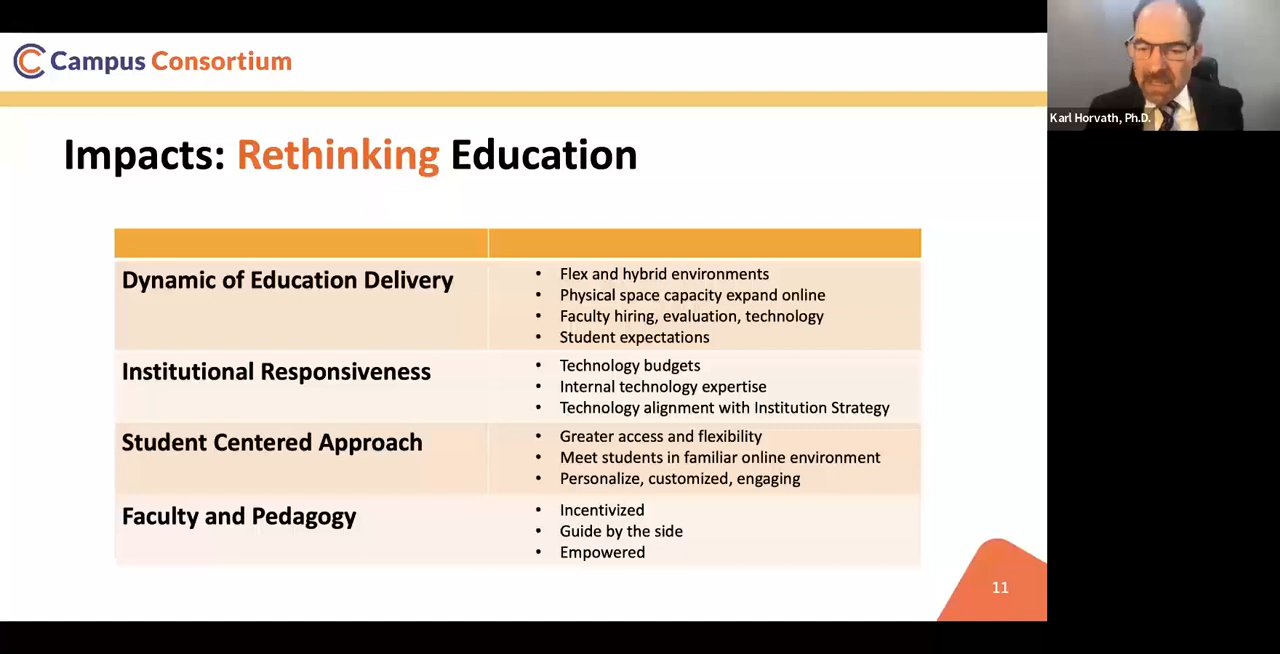 Campus Consortium
Karl Horvath, Ph.D.
Impacts: Rethinking Education
Dynamic of Education Delivery
• Flex and hybrid environments
• Physical space capacity expand online
• Faculty hiring, evaluation, technology
• Student expectations
Institutional Responsiveness
• Technology budgets
• Internal technology expertise
• Technology alignment with Institution Strategy
Student Centered Approach
• Greater access and flexibility
• Meet students in familiar online environment
• Personalize, customized, engaging
Faculty and Pedagogy
• Incentivized
• Guide by the side
• Empowered
11